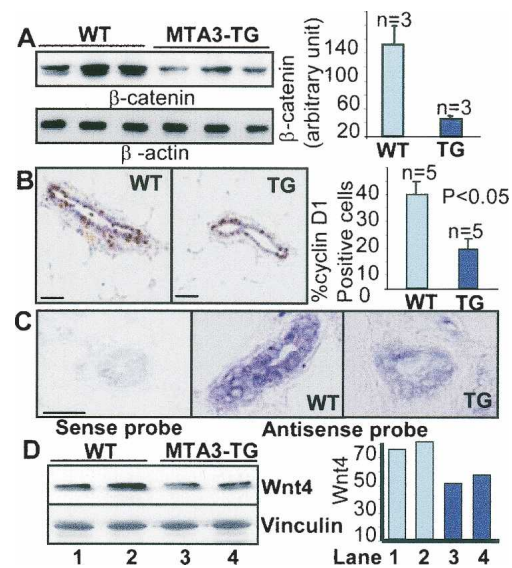 A
WT MTA3-TG
β-catenin
β -actin
β-catenin
(arbitrary unit)
140
100
60
20
n=3
n=3
WT TG
B
WT
TG
%cyclin D1
Positive cells
40
30
20
10
0
n=5
P<0.05
n=5
WT TG
C
WT
TG
Sense probe
Antisense probe
D
WT MTA3-TG
Wnt4
Vinculin
1 2 3 4
Wnt4
70
50
30
10
Lane 1 2 3 4